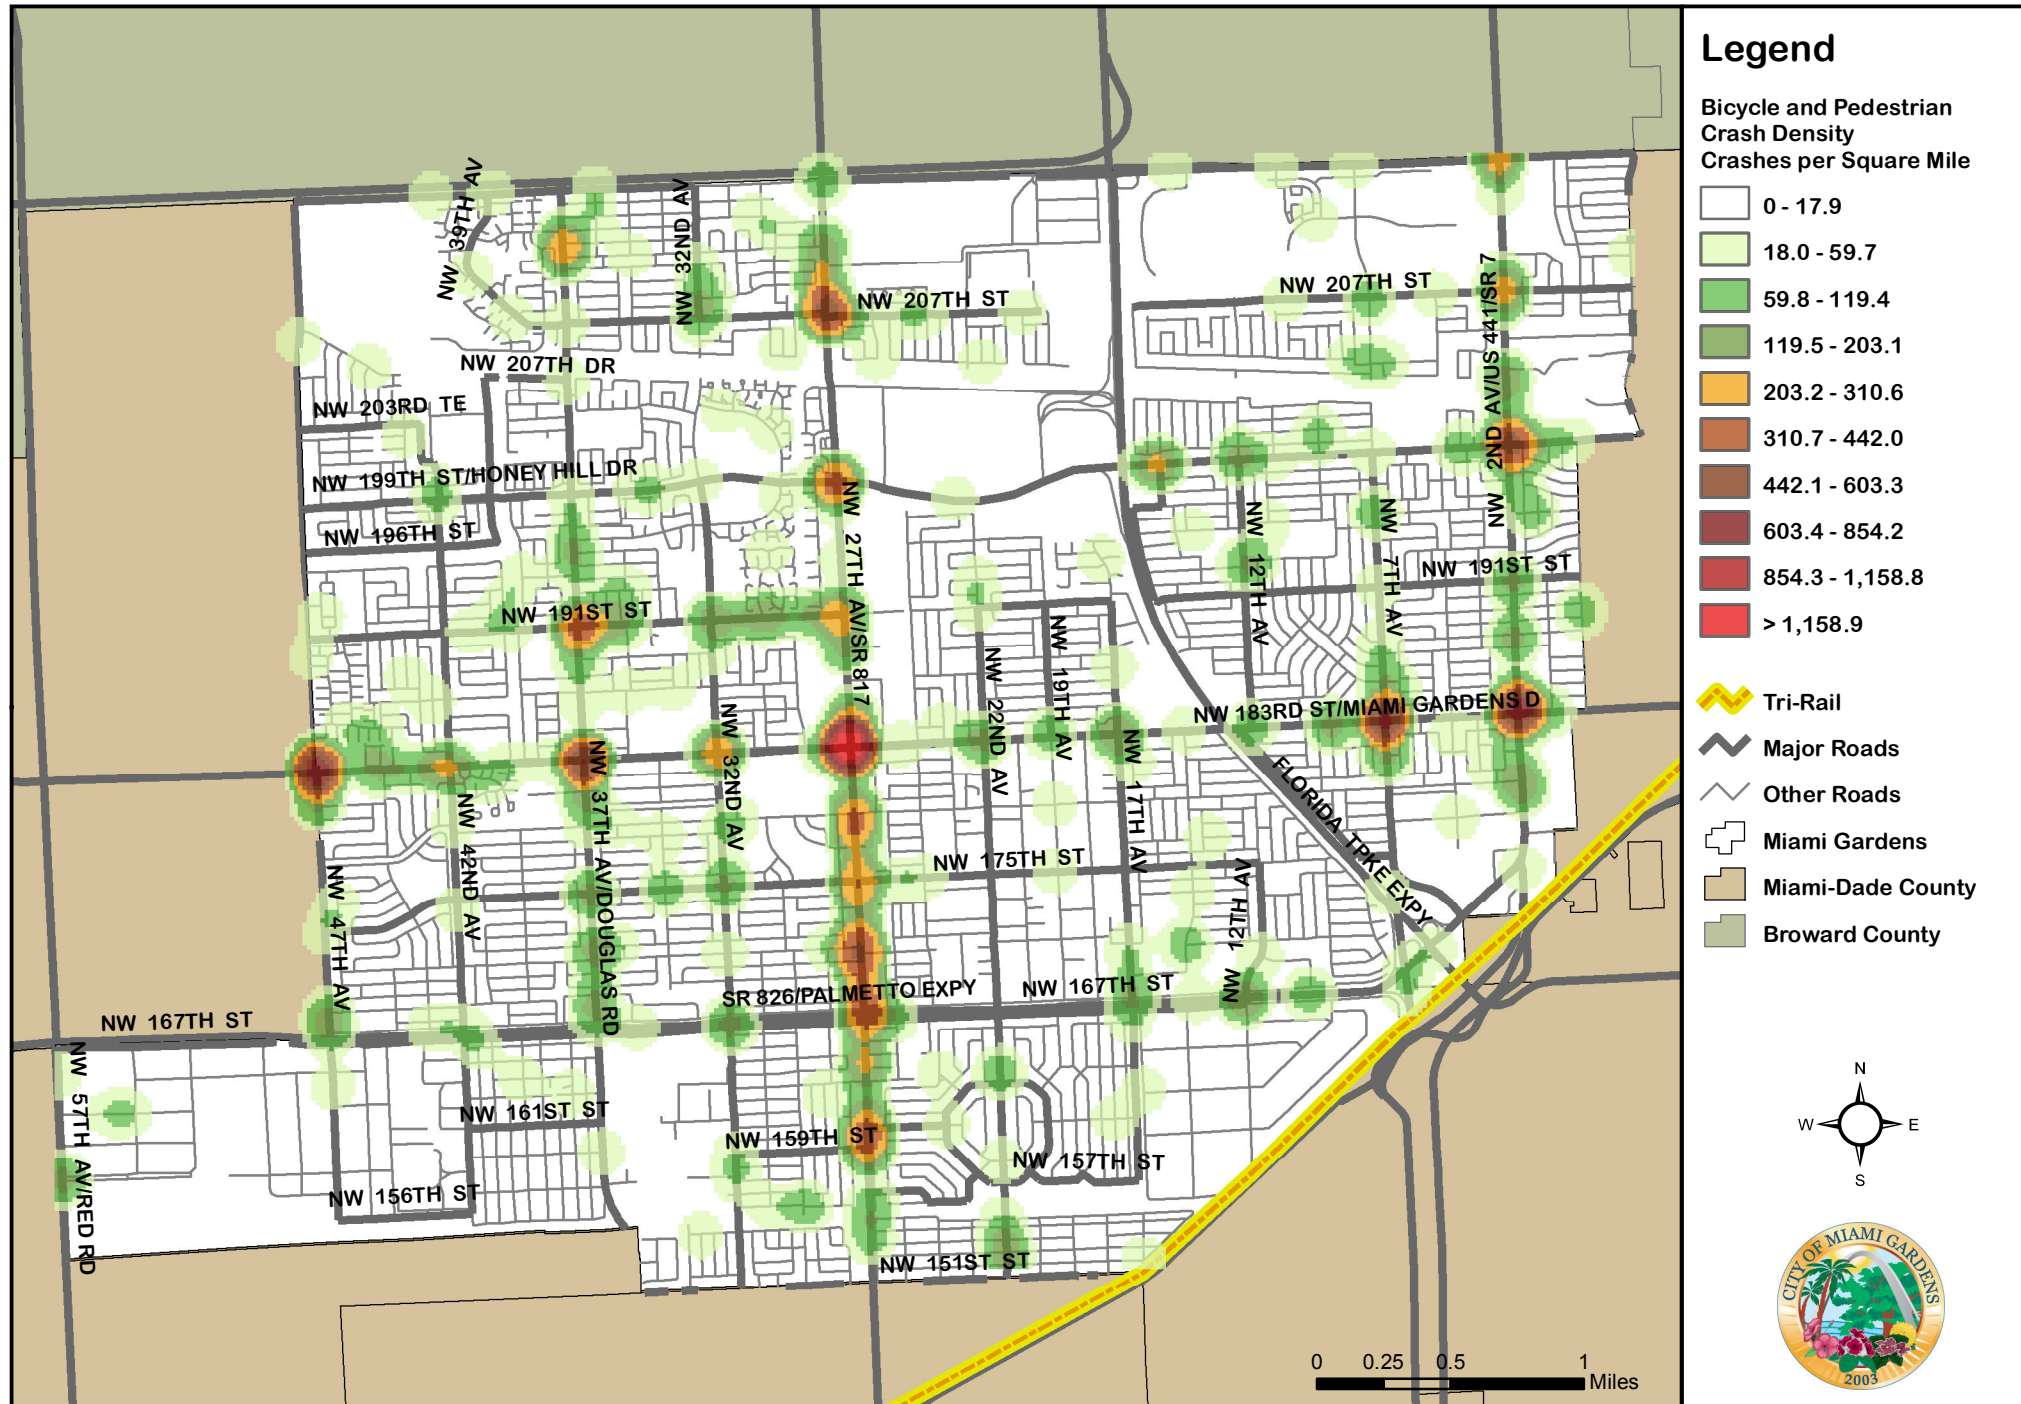 Legend
Bicycle and Pedestrian
Crash Density
Crashes per Square Mile
0 - 17.9
18.0 - 59.7
59.8 - 119.4
119.5 - 203.1
203.2 - 310.6
310.7 - 442.0
442.1 - 603.3
603.4 - 854.2
854.3 - 1,158.8
> 1,158.9
Tri-Rail
Major Roads
Other Roads
Miami Gardens
Miami-Dade County
Broward County
N
W E
S
CITY OF MIAMI GARDENS
2003
0 0.25 0.5 1
Miles
NW 39TH AV
NW 32ND AV
NW 207TH ST
NW 207TH ST
NW 2ND AV/US 441/SR 7
NW 207TH DR
NW 203RD TE
NW 199TH ST/HONEY HILL DR
NW 196TH ST
NW 27TH AV/SR 817
NW 12TH AV
NW 7TH AV
NW 191ST ST
NW 191ST ST
NW 19TH AV
NW 22ND AV
NW 183RD ST/MIAMI GARDENS D
NW 32ND AV
NW 37TH AV/DOUGLAS RD
NW 17TH AV
FLORIDA TPKE EXPY
NW 42ND AV
NW 47TH AV
NW 175TH ST
NW 12TH AV
SR 826/PALMETTO EXPY
NW 167TH ST
NW 167TH ST
NW 57TH AV/RED RD
NW 161ST ST
NW 159TH ST
NW 157TH ST
NW 156TH ST
NW 151ST ST